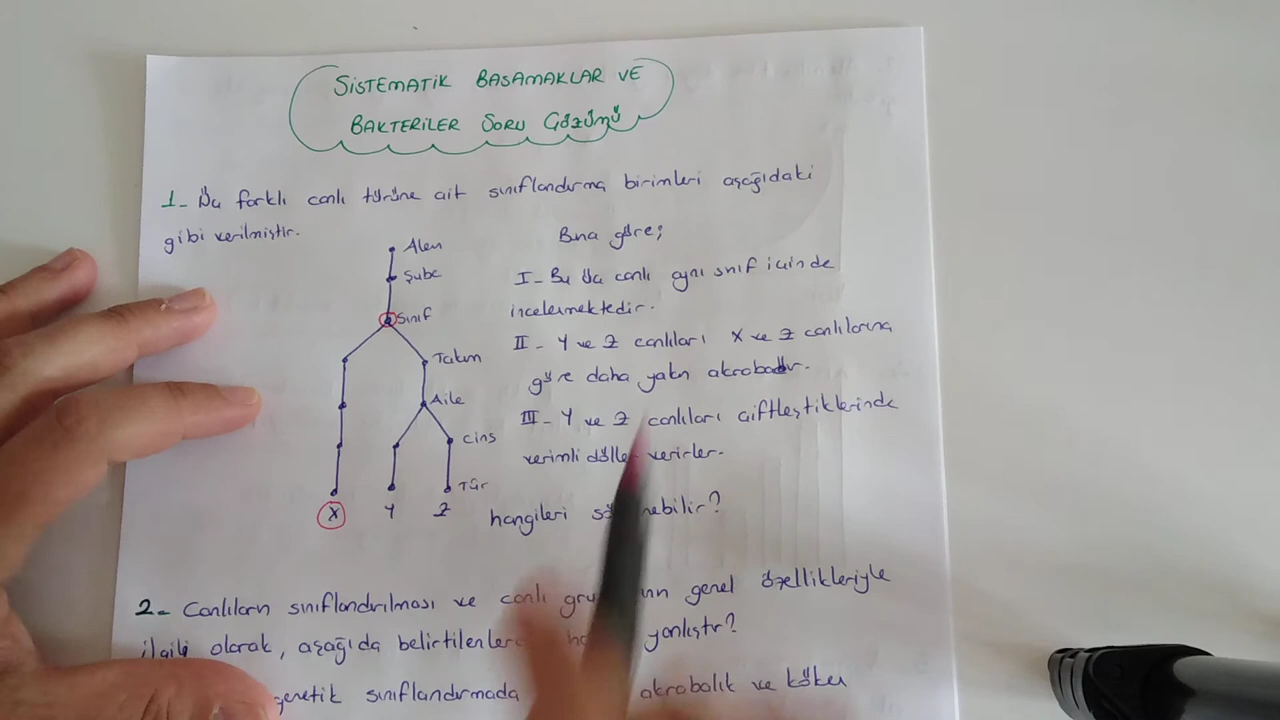 SİSTEMATİK BASAMAKLAR VE
BAKTERİLER SORU ÇÖZÜMÜ
1- Üç farklı canlı türüne ait sınıflandırma birimleri aşağıdaki
gibi verilmiştir.
Alem
Şube
Sınıf
Takım
Aile
Cins
Tür
X Y Z
Buna göre;
I- Bu üç canlı aynı sınıf içinde
incelenmektedir.
II- Y ve Z canlıları X ve Z canlılarına
göre daha yakın akrabadır.
III- Y ve Z canlıları çiftleştiklerinde
verimli döller verirler.
hangileri
2- Canlıların sınıflandırılması ve canlı genel özellikleriyle
ilgili olarak, aşağıda yanlıştır?
sınıflandırmada akrabalık ve köken